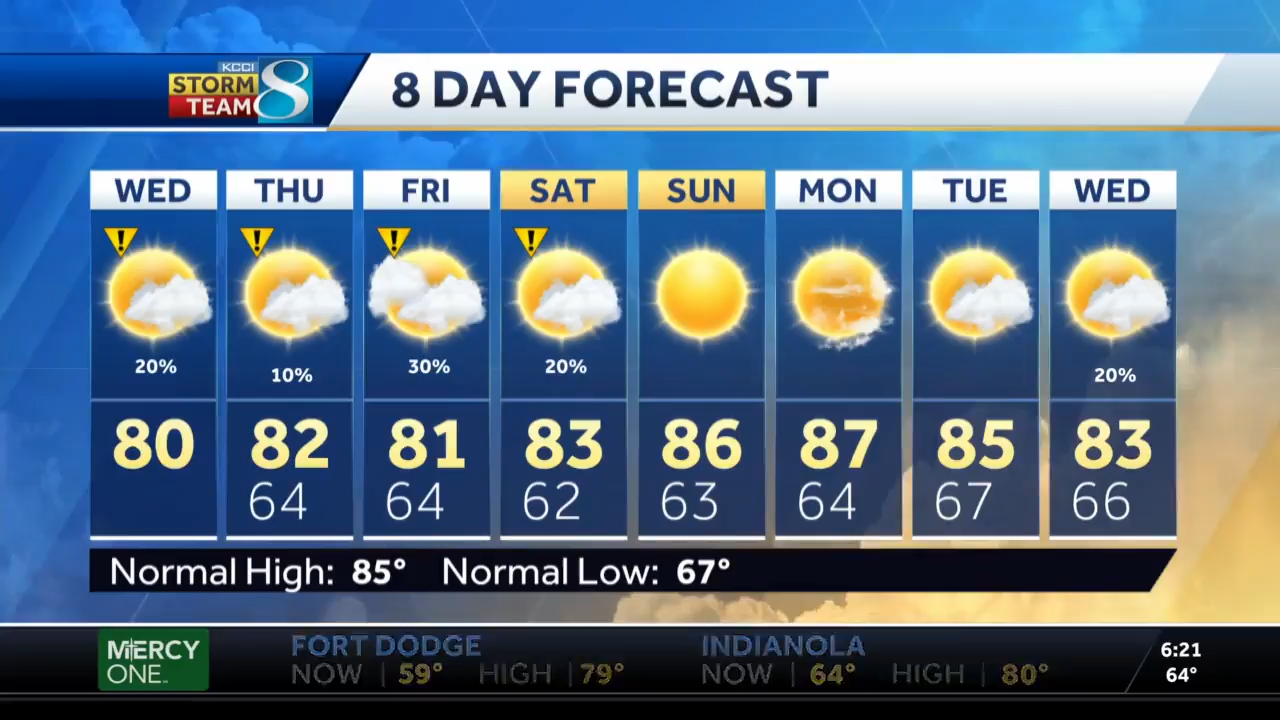 KCCI
STORM
TEAM 8
8 DAY FORECAST
WED THU FRI SAT SUN MON TUE WED
! ! ! !
20% 10% 30% 20% 20%
80 82 81 83 86 87 85 83
64 64 62 63 64 67 66
Normal High: 85° Normal Low: 67°
MERCY
ONE
FORT DODGE
NOW | 59° HIGH | 79°
INDIANOLA
NOW | 64° HIGH | 80°
6:21
64°